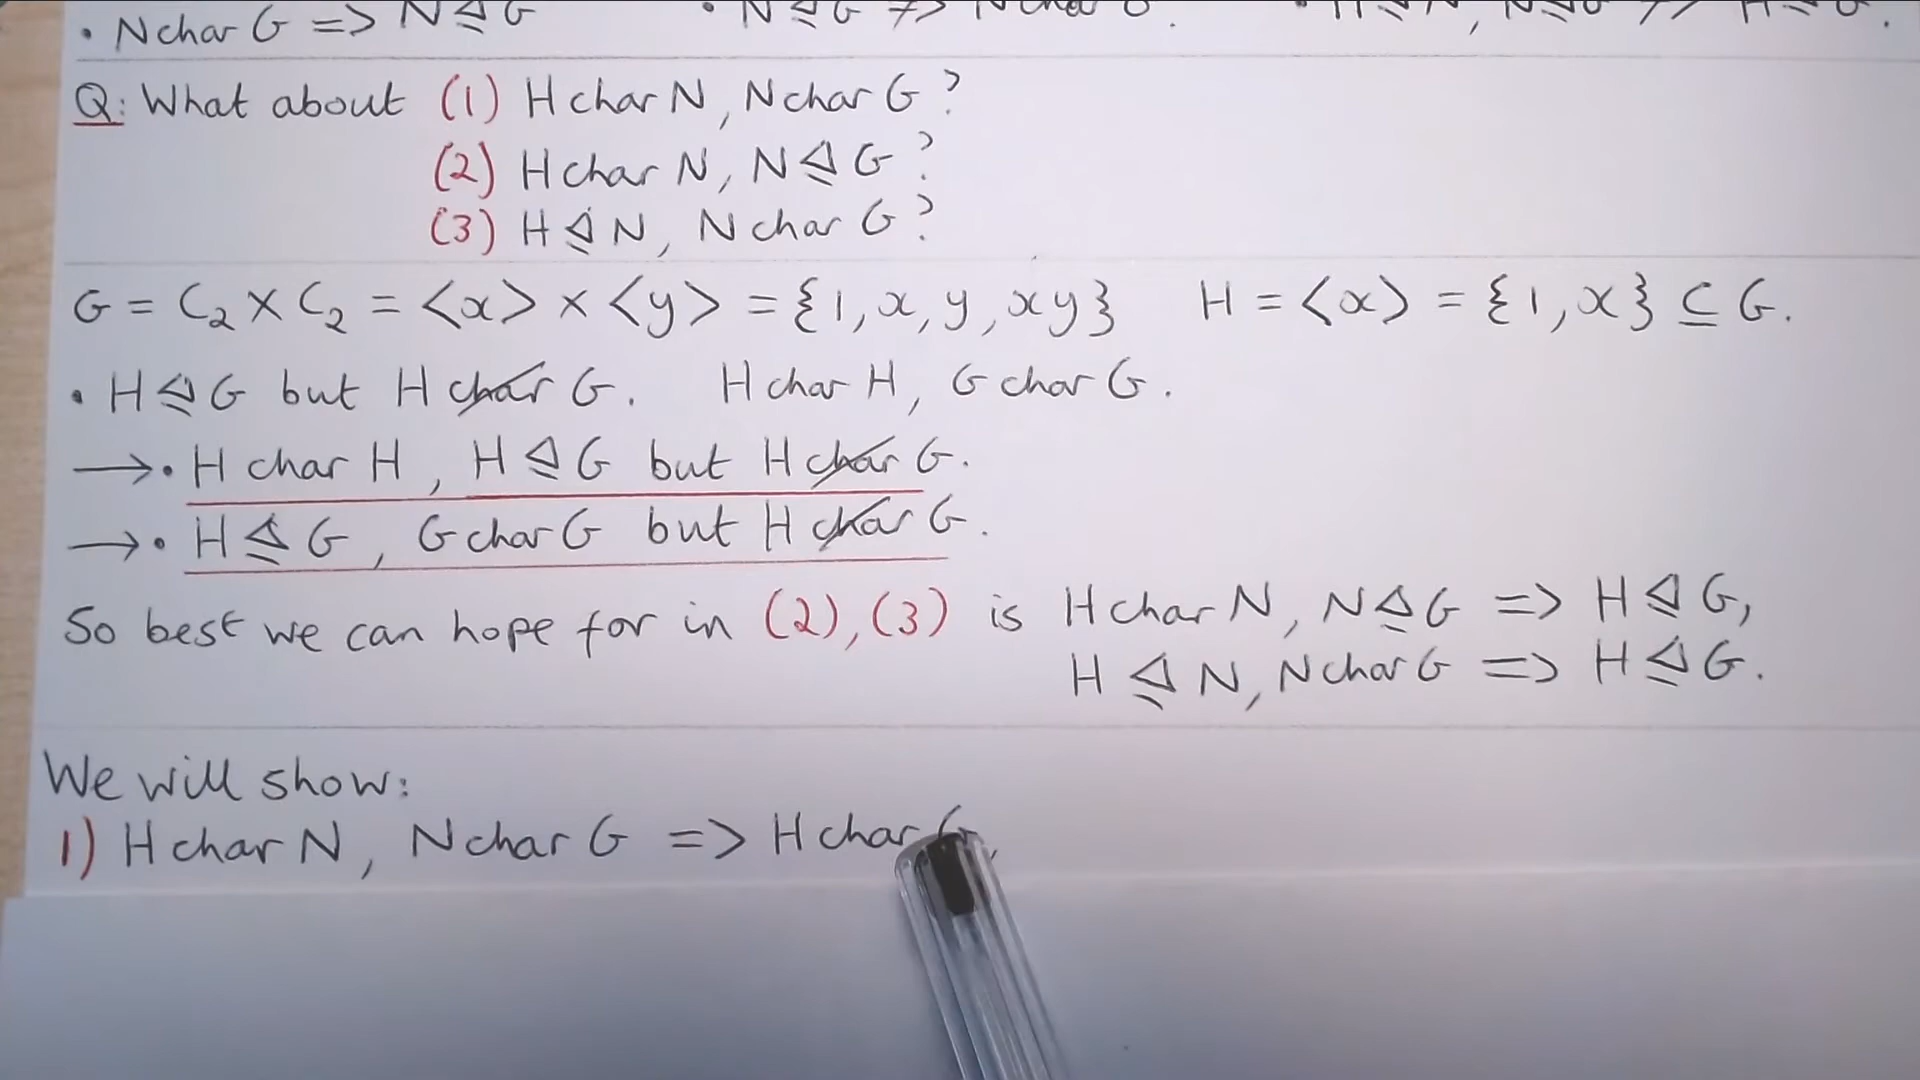 • N char G => N ⊴ G • N ⊴ G ≠> N char G. • H ⊴ N, N ⊴ G ≠> H ⊴ G.
Q: What about (1) H char N, N char G?
(2) H char N, N ⊴ G?
(3) H ⊴ N, N char G?
G = C₂ × C₂ = <x> × <y> = {1, x, y, xy} H = <x> = {1, x} ⊆ G.
• H ⊴ G but H c̶h̶a̶r̶ G. H char H, G char G.
→ • H char H, H ⊴ G but H c̶h̶a̶r̶ G.
→ • H ⊴ G, G char G but H c̶h̶a̶r̶ G.
So best we can hope for in (2), (3) is H char N, N ⊴ G => H ⊴ G,
H ⊴ N, N char G => H ⊴ G.
We will show:
1) H char N, N char G => H char G.